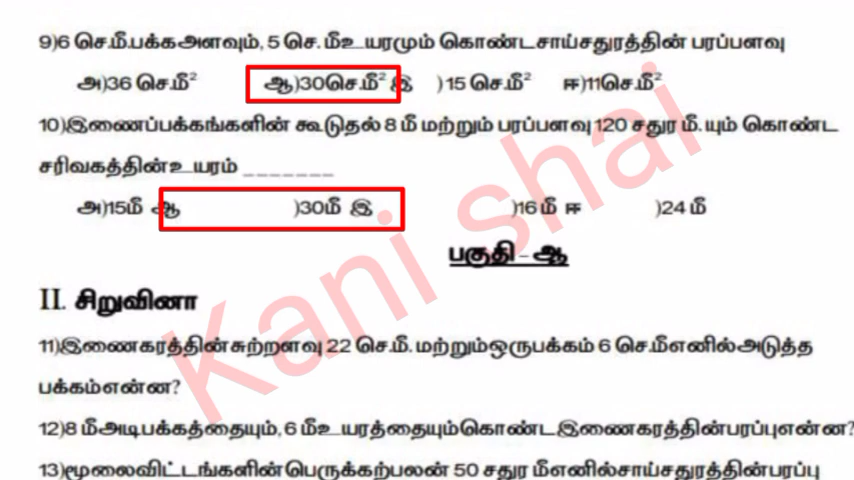 9)6 செ.மீ.பக்க அளவும், 5 செ. மீஉயரமும் கொண்ட சாய்சதுரத்தின் பரப்பளவு
அ)36 செ.மீ² ஆ)30செ.மீ² இ )15 செ.மீ² ஈ)11செ.மீ²
10)இணைப்பக்கங்களின் கூடுதல் 8 மீ மற்றும் பரப்பளவு 120 சதுர மீ. யும் கொண்ட
சரிவகத்தின் உயரம் _______
அ)15மீ ஆ )30மீ இ )16 மீ ஈ )24 மீ
பகுதி – ஆ
II. சிறுவினா
11)இணைகரத்தின் சுற்றளவு 22 செ.மீ. மற்றும் ஒருபக்கம் 6 செ.மீ எனில் அடுத்த
பக்கம் என்ன?
12)8 மீ அடிபக்கத்தையும், 6 மீ உயரத்தையும் கொண்ட இணைகரத்தின் பரப்பு என்ன?
13)மூலைவிட்டங்களின் பெருக்கற்பலன் 50 சதுர மீ எனில் சாய்சதுரத்தின் பரப்பு
Kani shai